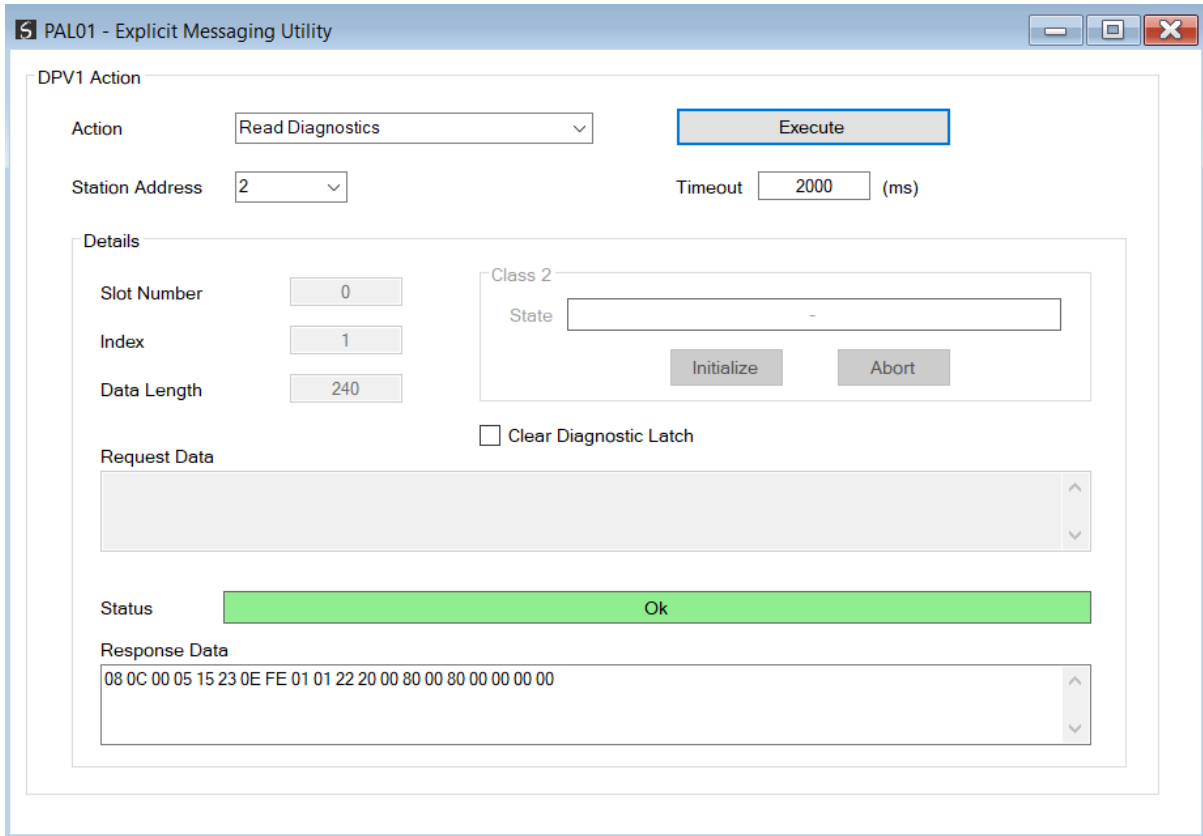 PAL01 - Explicit Messaging Utility
DPV1 Action
Action Read Diagnostics Execute
Station Address 2 Timeout 2000 (ms)
Details
Slot Number 0
Index 1
Data Length 240
Class 2
State -
Initialize Abort
Clear Diagnostic Latch
Request Data
Status Ok
Response Data
08 0C 00 05 15 23 0E FE 01 01 22 20 00 80 00 80 00 00 00 00